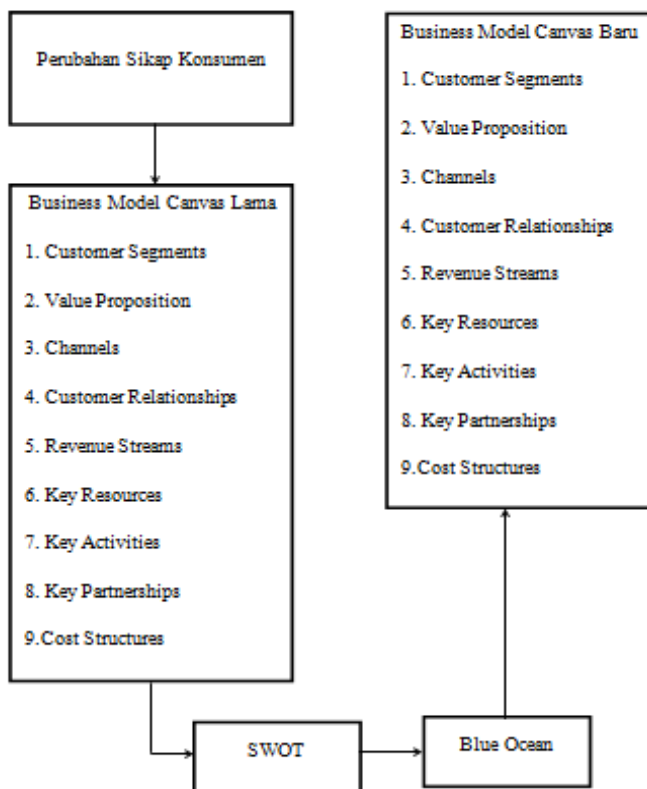 Perubahan Sikap Konsumen
Business Model Canvas Lama
1. Customer Segments
2. Value Proposition
3. Channels
4. Customer Relationships
5. Revenue Streams
6. Key Resources
7. Key Activities
8. Key Partnerships
9.Cost Structures
SWOT
Blue Ocean
Business Model Canvas Baru
1. Customer Segments
2. Value Proposition
3. Channels
4. Customer Relationships
5. Revenue Streams
6. Key Resources
7. Key Activities
8. Key Partnerships
9.Cost Structures